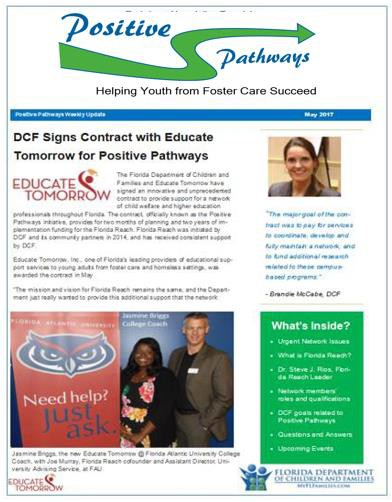 Positive
Pathways
Helping Youth from Foster Care Succeed
Positive Pathways Weekly Update
May 2017
DCF Signs Contract with Educate
Tomorrow for Positive Pathways
EDUCATE
TOMORROW
The Florida Department of Children and
Families and Educate Tomorrow have
signed an innovative and unprecedented
contract to provide support for a network
of child welfare and higher education
professionals throughout Florida. The contract, officially known as the Positive
Pathways Initiative, provides for two months of planning and two years of im-
plementation funding for the Florida Reach. Florida Reach was initiated by
DCF and its community partners in 2014, and has received consistent support
by DCF.
Educate Tomorrow, Inc., one of Florida's leading providers of educational sup-
port services to young adults from foster care and homeless settings, was
awarded the contract in May.
"The mission and vision for Florida Reach remains the same, and the Depart-
ment just really wanted to provide this additional support that the network
"The major goal of the con-
tract was to pay for services
to coordinate, develop and
fully maintain a network, and
to fund additional research
related to these campus-
based programs."
- Brandie McCabe, DCF
FLORIDA ATLANTIC UNIVERSITY
Need help?
just
ask.
Jasmine Briggs
College Coach
Jasmine Briggs, the new Educate Tomorrow @ Florida Atlantic University College
Coach, with Joe Murray, Florida Reach cofounder and Assistant Director, Uni-
versity Advising Service, at FAU
What's Inside?
• Urgent Network Issues
• What is Florida Reach?
• Dr. Steve J. Rios, Flori-
da Reach Leader
• Network members'
roles and qualifications
• DCF goals related to
Positive Pathways
• Questions and Answers
• Upcoming Events
EDUCATE
TOMORROW
FLORIDA DEPARTMENT
OF CHILDREN AND FAMILIES
MYFLFAMILIES.COM